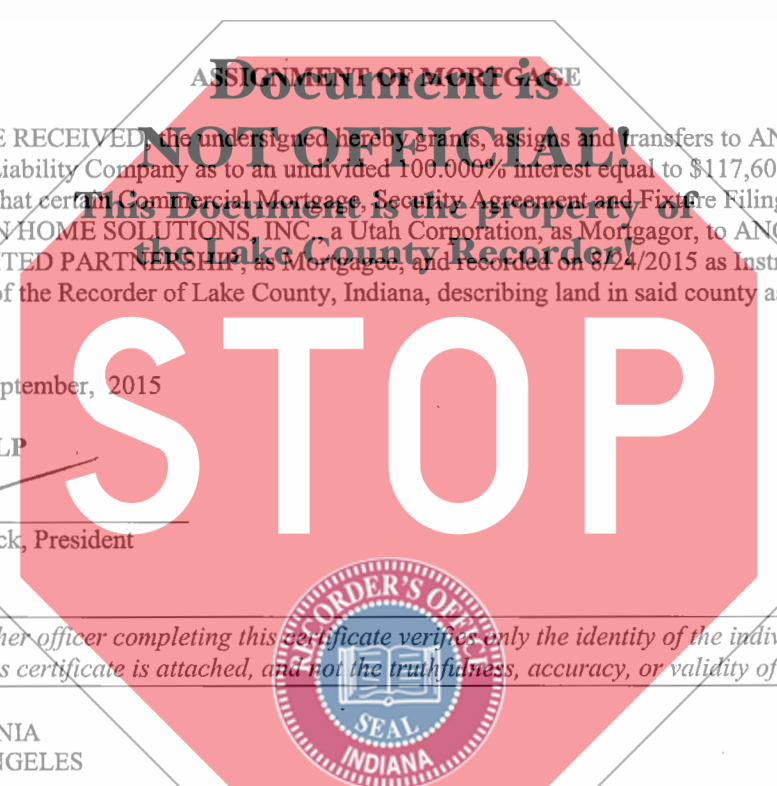 ASSIGNMENT OF MORTGAGE
Document is
E RECEIVED, the undersigned hereby grants, assigns and transfers to AN
NOT OFFICIAL!
Liability Company as to an undivided 100.000% interest equal to $117,60
hat certain Commercial Mortgage, Security Agreement and Fixture Filing
This Document is the property of
N HOME SOLUTIONS, INC., a Utah Corporation, as Mortgagor, to ANC
the Lake County Recorder!
ITED PARTNERSHIP, as Mortgagee, and recorded on 8/24/2015 as Instr
of the Recorder of Lake County, Indiana, describing land in said county as
STOP
ptember, 2015
LP
ck, President
RECORDER'S OFFICE
her officer completing this certificate verifies only the identity of the indiv
s certificate is attached, and not the truthfulness, accuracy, or validity of
SEAL
INDIANA
NIA
NGELES